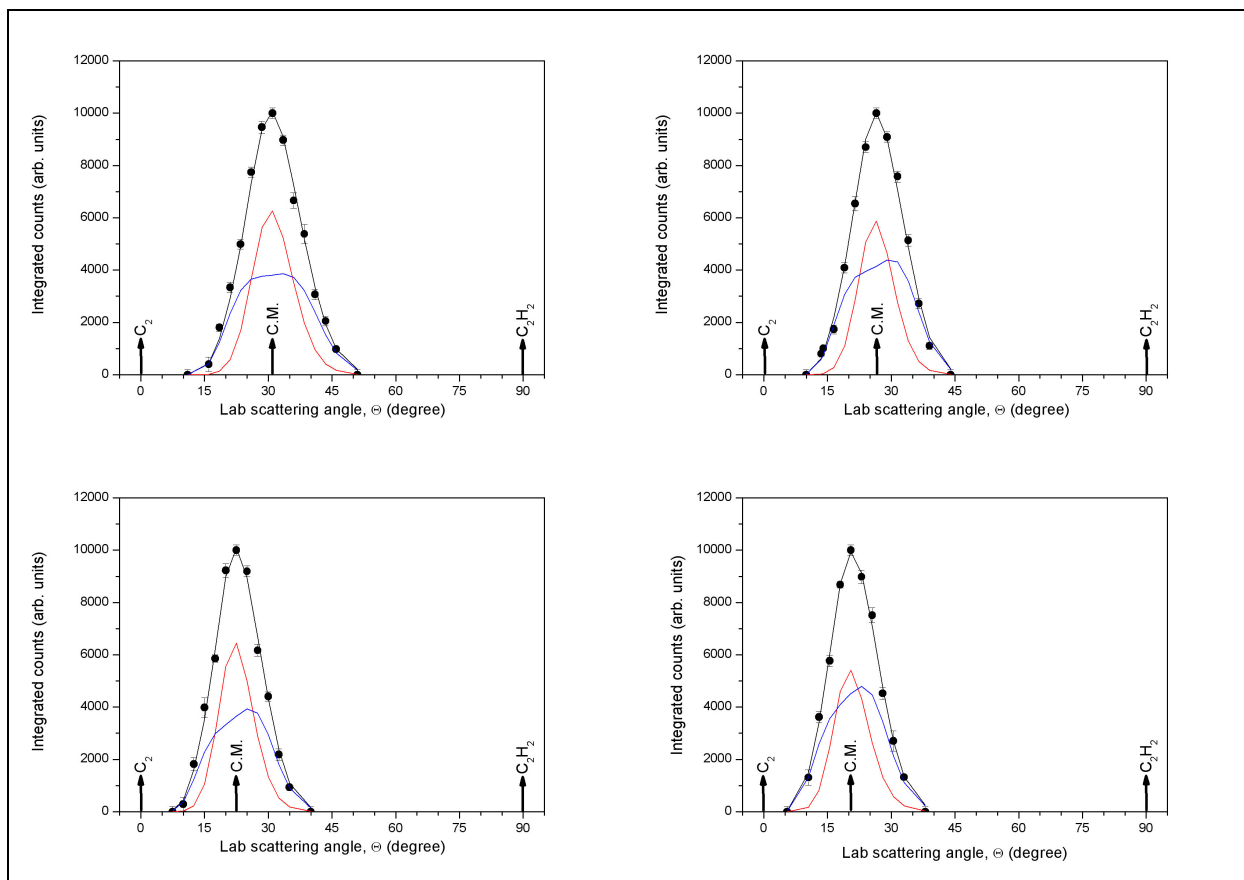 12000
10000
8000
6000
4000
2000
0
Integrated counts (arb. units)
C2
C.M.
C2H2
0 15 30 45 60 75 90
Lab scattering angle, Θ (degree)
12000
10000
8000
6000
4000
2000
0
Integrated counts (arb. units)
C2
C.M.
C2H2
0 15 30 45 60 75 90
Lab scattering angle, Θ (degree)
12000
10000
8000
6000
4000
2000
0
Integrated counts (arb. units)
C2
C.M.
C2H2
0 15 30 45 60 75 90
Lab scattering angle, Θ (degree)
12000
10000
8000
6000
4000
2000
0
Integrated counts (arb. units)
C2
C.M.
C2H2
0 15 30 45 60 75 90
Lab scattering angle, Θ (degree)